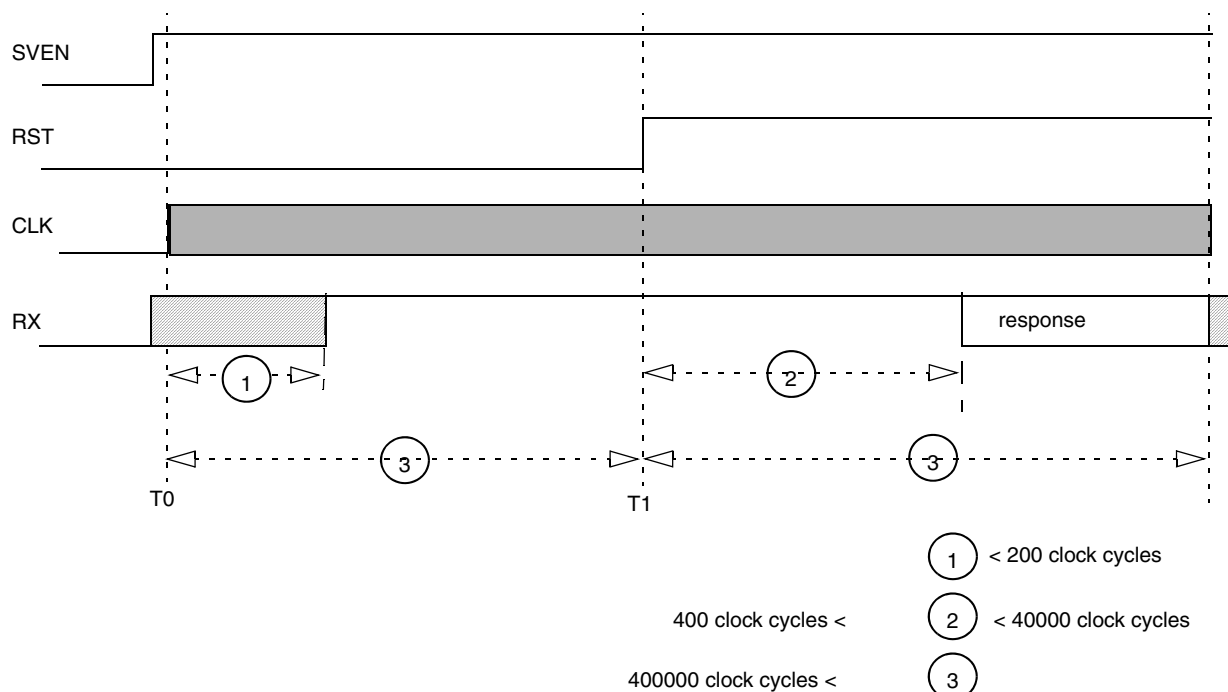 SVEN
RST
CLK
RX
response
1
2
3
3
T0
T1
1 < 200 clock cycles
400 clock cycles < 2 < 40000 clock cycles
400000 clock cycles < 3